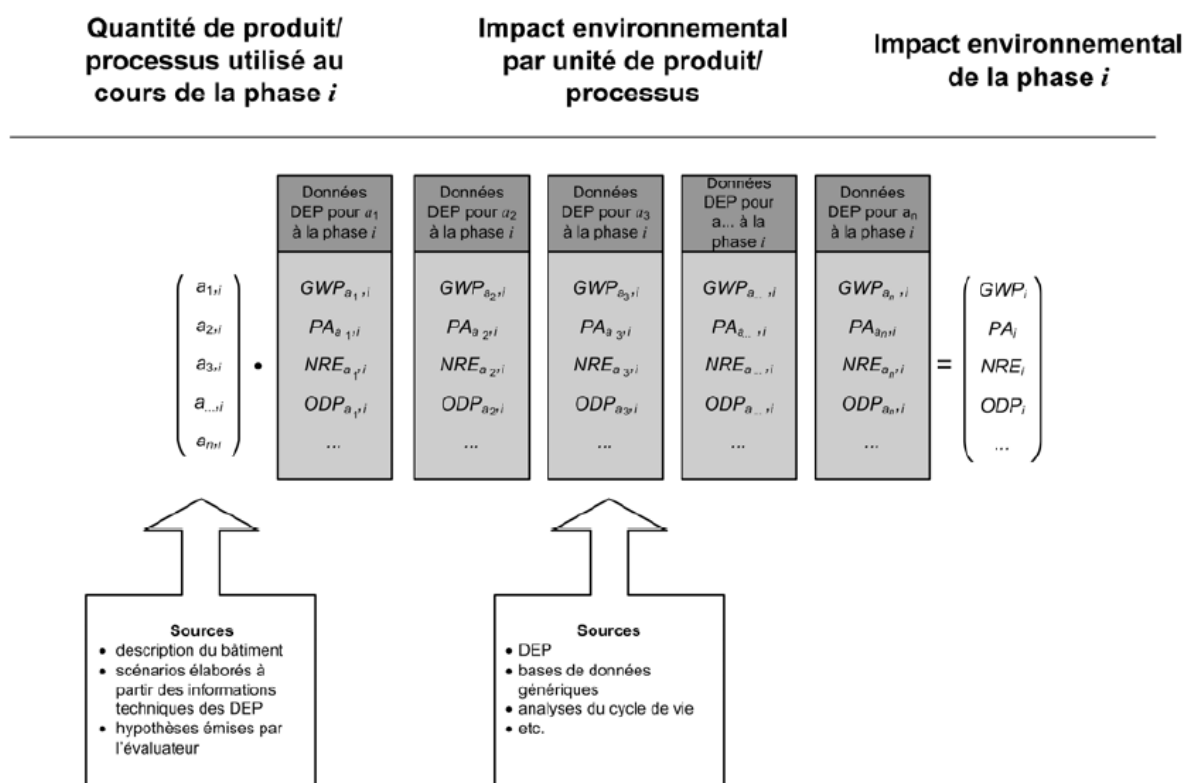 Quantité de produit/
processus utilisé au
cours de la phase i
Impact environnemental
par unité de produit/
processus
Impact environnemental
de la phase i
Données
DEP pour a1
à la phase i
Données
DEP pour a2
à la phase i
Données
DEP pour a3
à la phase i
Données
DEP pour
a... à la
phase i
Données
DEP pour an
à la phase i
a1,i
a2,i
a3,i
a...,i
an,i
•
GWPa1,i
PAa1,i
NREa1,i
ODPa1,i
...
GWPa2,i
PAa2,i
NREa2,i
ODPa2,i
...
GWPa3,i
PAa3,i
NREa3,i
ODPa3,i
...
GWPa...,i
PAa...,i
NREa...,i
ODPa...,i
...
GWPan,i
PAan,i
NREan,i
ODPan,i
...
=
GWPi
PAi
NREi
ODPi
...
Sources
• description du bâtiment
• scénarios élaborés à
partir des informations
techniques des DEP
• hypothèses émises par
l'évaluateur
Sources
• DEP
• bases de données
génériques
• analyses du cycle de vie
• etc.